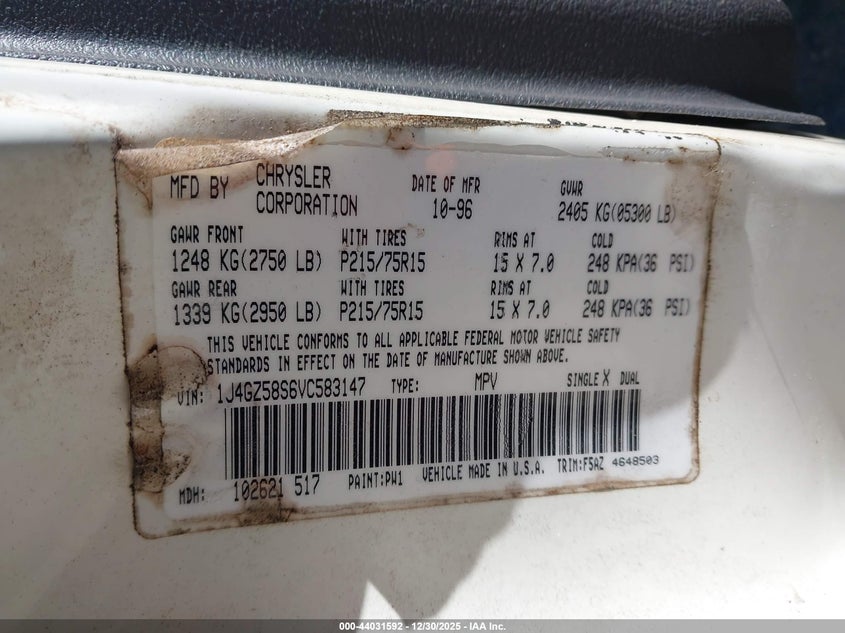 MFD BY CHRYSLER CORPORATION DATE OF MFR 10-96 GVWR 2405 KG(05300 LB)
GAWR FRONT WITH TIRES RIMS AT COLD
1248 KG(2750 LB) P215/75R15 15 X 7.0 248 KPA(36 PSI)
GAWR REAR WITH TIRES RIMS AT COLD
1339 KG(2950 LB) P215/75R15 15 X 7.0 248 KPA(36 PSI)
THIS VEHICLE CONFORMS TO ALL APPLICABLE FEDERAL MOTOR VEHICLE SAFETY
STANDARDS IN EFFECT ON THE DATE OF MANUFACTURE SHOWN ABOVE.
VIN: 1J4GZ58S6VC583147 TYPE: MPV SINGLE X DUAL
MDH: 102621 517 PAINT:PW1 VEHICLE MADE IN U.S.A. TRIM:F5AZ 4648503
000-44031592 - 12/30/2025 - IAA Inc.